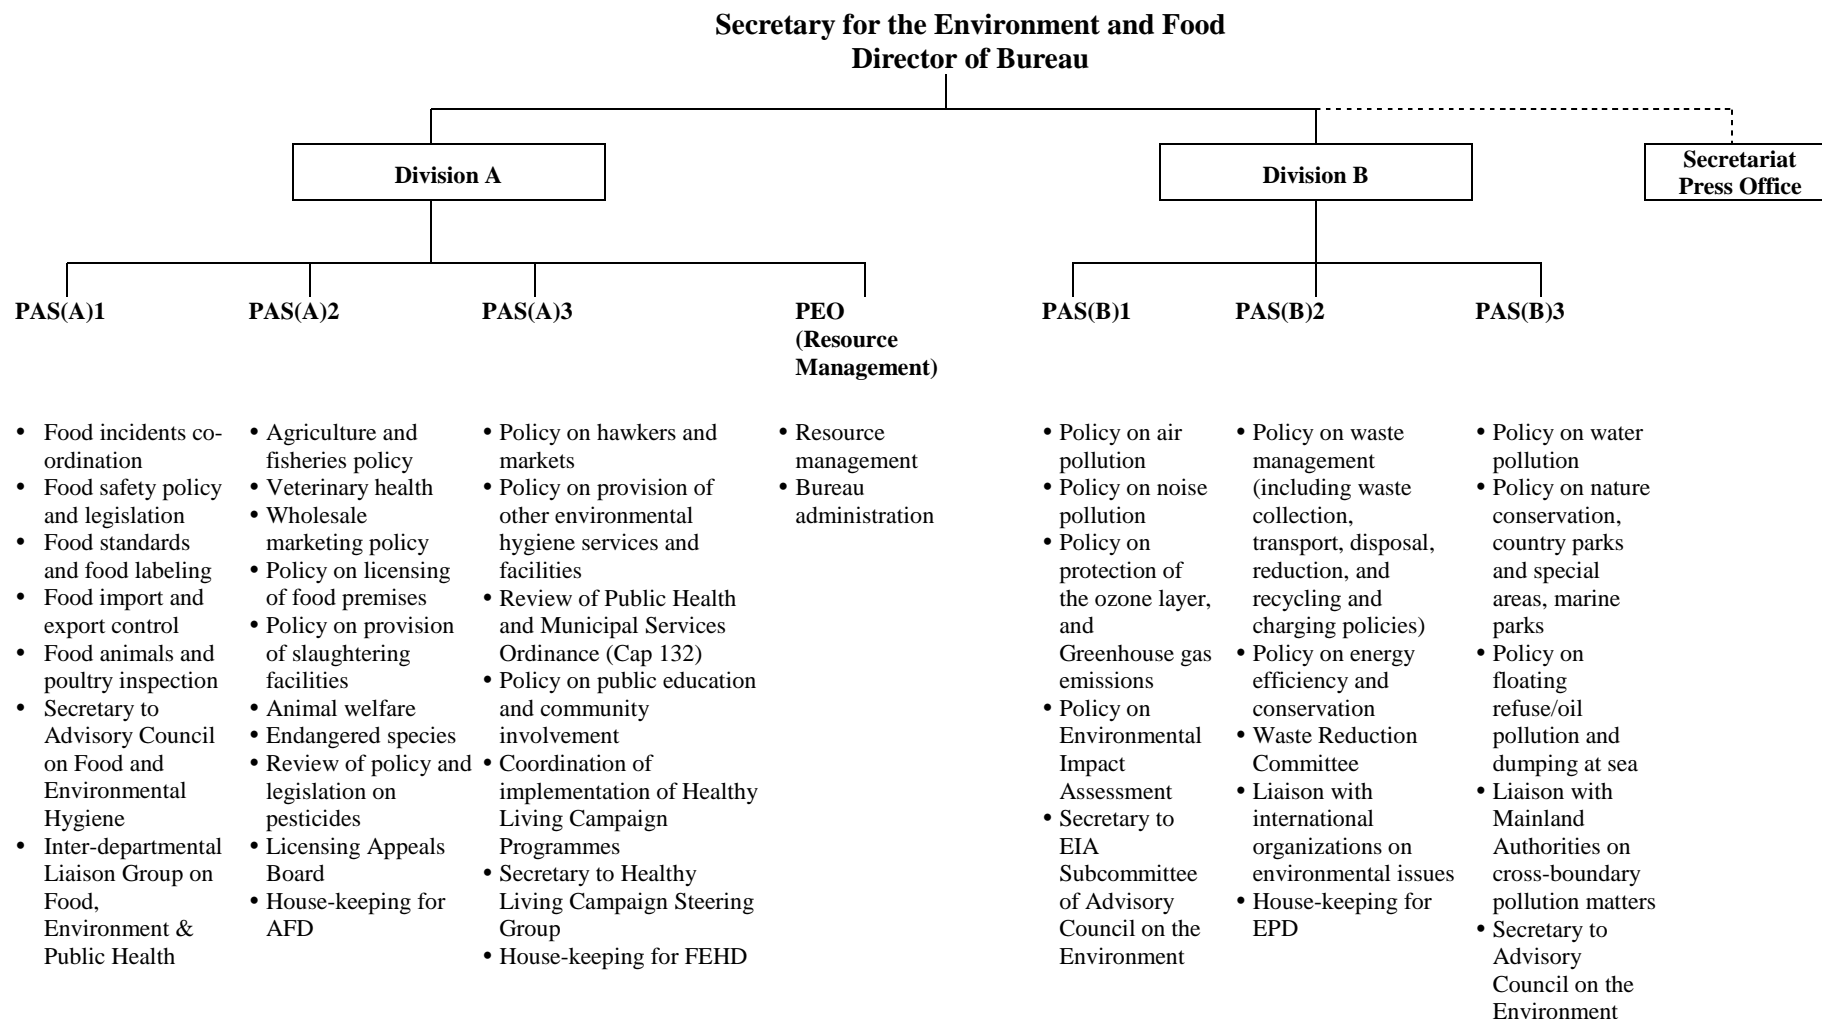 Secretary for the Environment and Food
Director of Bureau
Division A
Division B
Secretariat
Press Office
PAS(A)1
PAS(A)2
PAS(A)3
PEO
(Resource
Management)
PAS(B)1
PAS(B)2
PAS(B)3
• Food incidents co-
ordination
• Food safety policy
and legislation
• Food standards
and food labeling
• Food import and
export control
• Food animals and
poultry inspection
• Secretary to
Advisory Council
on Food and
Environmental
Hygiene
• Inter-departmental
Liaison Group on
Food,
Environment &
Public Health
• Agriculture and
fisheries policy
• Veterinary health
• Wholesale
marketing policy
• Policy on licensing
of food premises
• Policy on provision
of slaughtering
facilities
• Animal welfare
• Endangered species
• Review of policy and
legislation on
pesticides
• Licensing Appeals
Board
• House-keeping for
AFD
• Policy on hawkers and
markets
• Policy on provision of
other environmental
hygiene services and
facilities
• Review of Public Health
and Municipal Services
Ordinance (Cap 132)
• Policy on public education
and community
involvement
• Coordination of
implementation of Healthy
Living Campaign
Programmes
• Secretary to Healthy
Living Campaign Steering
Group
• House-keeping for FEHD
• Resource
management
• Bureau
administration
• Policy on air
pollution
• Policy on noise
pollution
• Policy on
protection of
the ozone layer,
and
Greenhouse gas
emissions
• Policy on
Environmental
Impact
Assessment
• Secretary to
EIA
Subcommittee
of Advisory
Council on the
Environment
• Policy on waste
management
(including waste
collection,
transport, disposal,
reduction, and
recycling and
charging policies)
• Policy on energy
efficiency and
conservation
• Waste Reduction
Committee
• Liaison with
international
organizations on
environmental issues
• House-keeping for
EPD
• Policy on water
pollution
• Policy on nature
conservation,
country parks
and special
areas, marine
parks
• Policy on
floating
refuse/oil
pollution and
dumping at sea
• Liaison with
Mainland
Authorities on
cross-boundary
pollution matters
• Secretary to
Advisory
Council on the
Environment